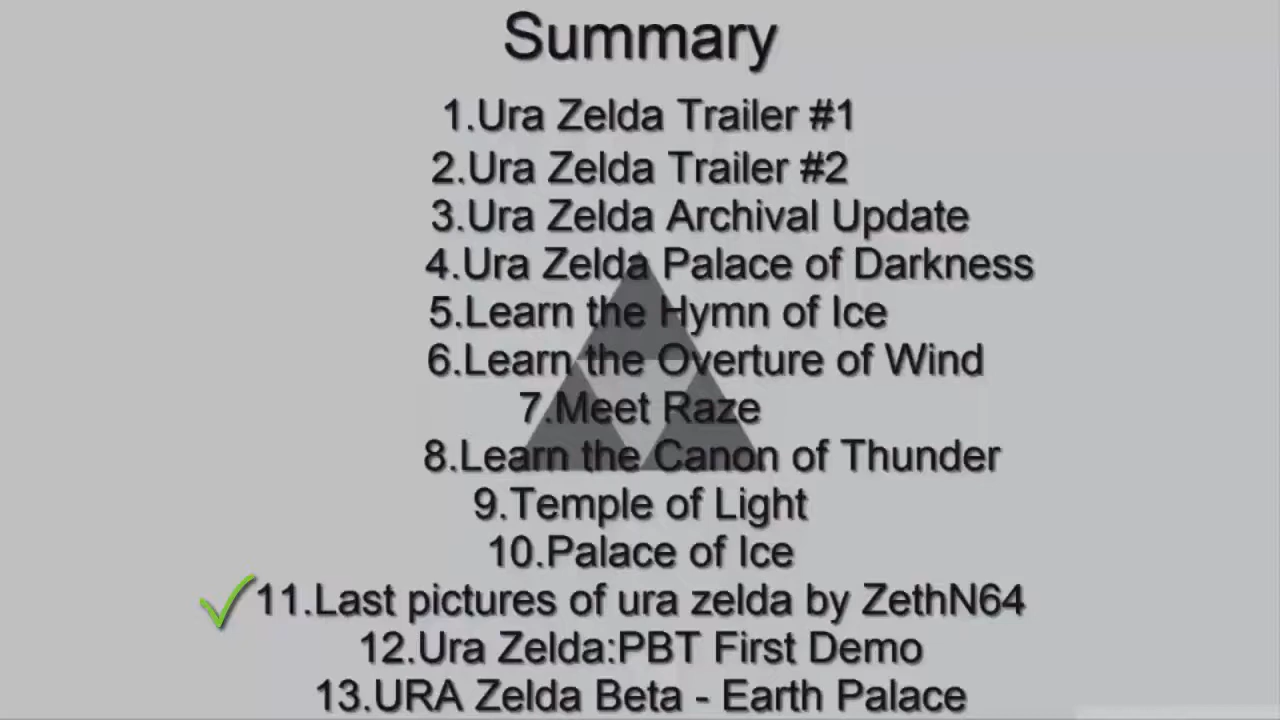 Summary
1.Ura Zelda Trailer #1
2.Ura Zelda Trailer #2
3.Ura Zelda Archival Update
4.Ura Zelda Palace of Darkness
5.Learn the Hymn of Ice
6.Learn the Overture of Wind
7.Meet Raze
8.Learn the Canon of Thunder
9.Temple of Light
10.Palace of Ice
11.Last pictures of ura zelda by ZethN64
12.Ura Zelda:PBT First Demo
13.URA Zelda Beta - Earth Palace